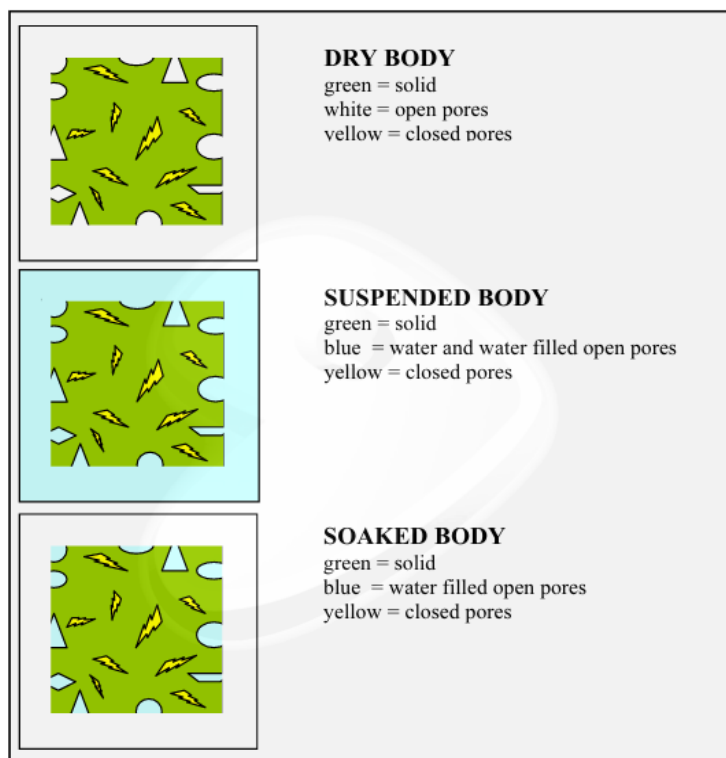 DRY BODY
green = solid
white = open pores
yellow = closed pores
SUSPENDED BODY
green = solid
blue = water and water filled open pores
yellow = closed pores
SOAKED BODY
green = solid
blue = water filled open pores
yellow = closed pores